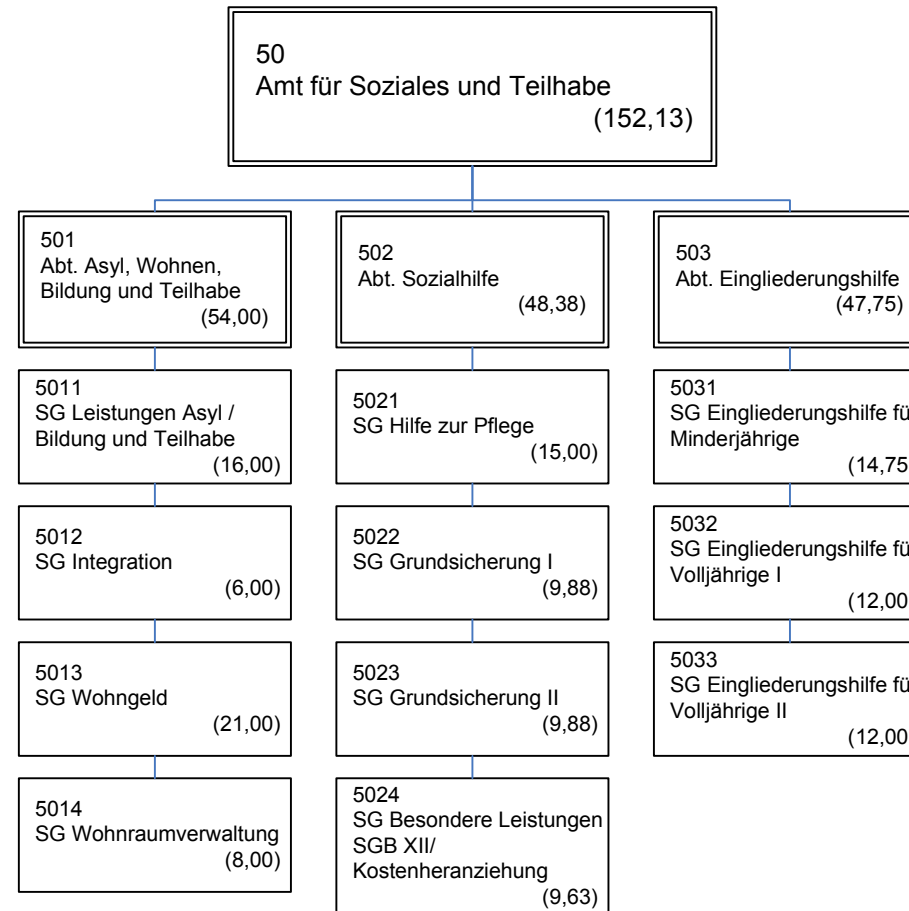 50
Amt für Soziales und Teilhabe
(152,13)
501
Abt. Asyl, Wohnen,
Bildung und Teilhabe
(54,00)
5011
SG Leistungen Asyl /
Bildung und Teilhabe
(16,00)
5012
SG Integration
(6,00)
5013
SG Wohngeld
(21,00)
5014
SG Wohnraumverwaltung
(8,00)
502
Abt. Sozialhilfe
(48,38)
5021
SG Hilfe zur Pflege
(15,00)
5022
SG Grundsicherung I
(9,88)
5023
SG Grundsicherung II
(9,88)
5024
SG Besondere Leistungen
SGB XII/
Kostenheranziehung
(9,63)
503
Abt. Eingliederungshilfe
(47,75)
5031
SG Eingliederungshilfe fü
Minderjährige
(14,75
5032
SG Eingliederungshilfe fü
Volljährige I
(12,00
5033
SG Eingliederungshilfe fü
Volljährige II
(12,00